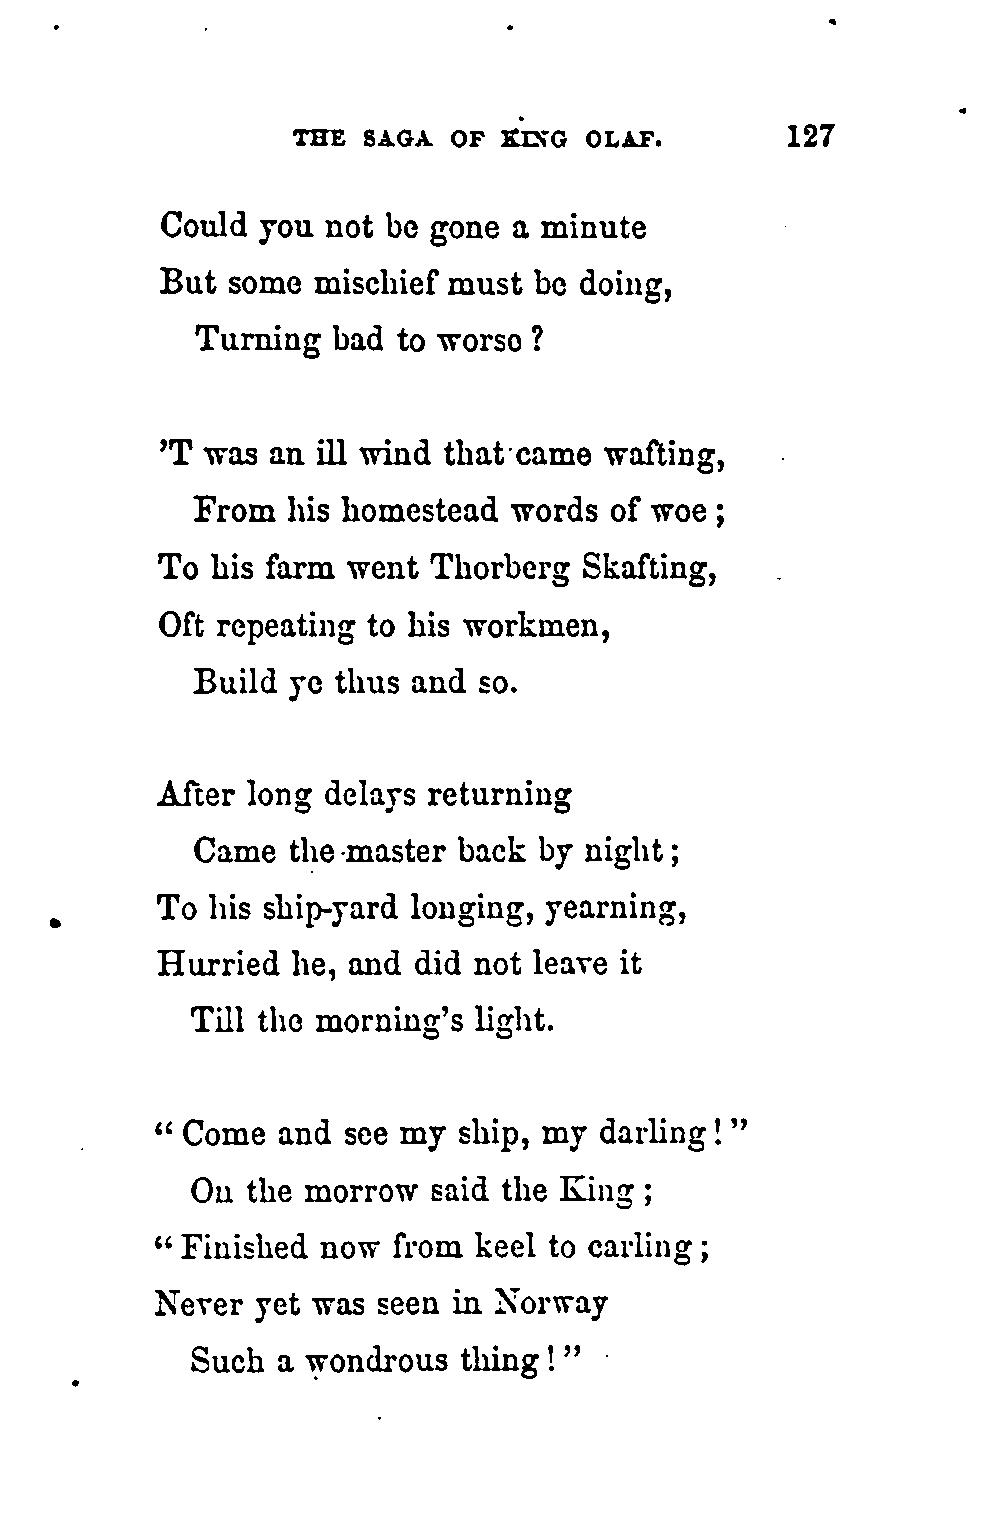 THE SAGA OF KING OLAF. 127
Could you not be gone a minute
But some mischief must be doing,
Turning bad to worse ?
'T was an ill wind that came wafting,
From his homestead words of woe ;
To his farm went Thorberg Skafting,
Oft repeating to his workmen,
Build ye thus and so.
After long delays returning
Came the master back by night ;
To his ship-yard longing, yearning,
Hurried he, and did not leave it
Till the morning's light.
“ Come and see my ship, my darling ! ”
On the morrow said the King ;
“ Finished now from keel to carling ;
Never yet was seen in Norway
Such a wondrous thing ! ”